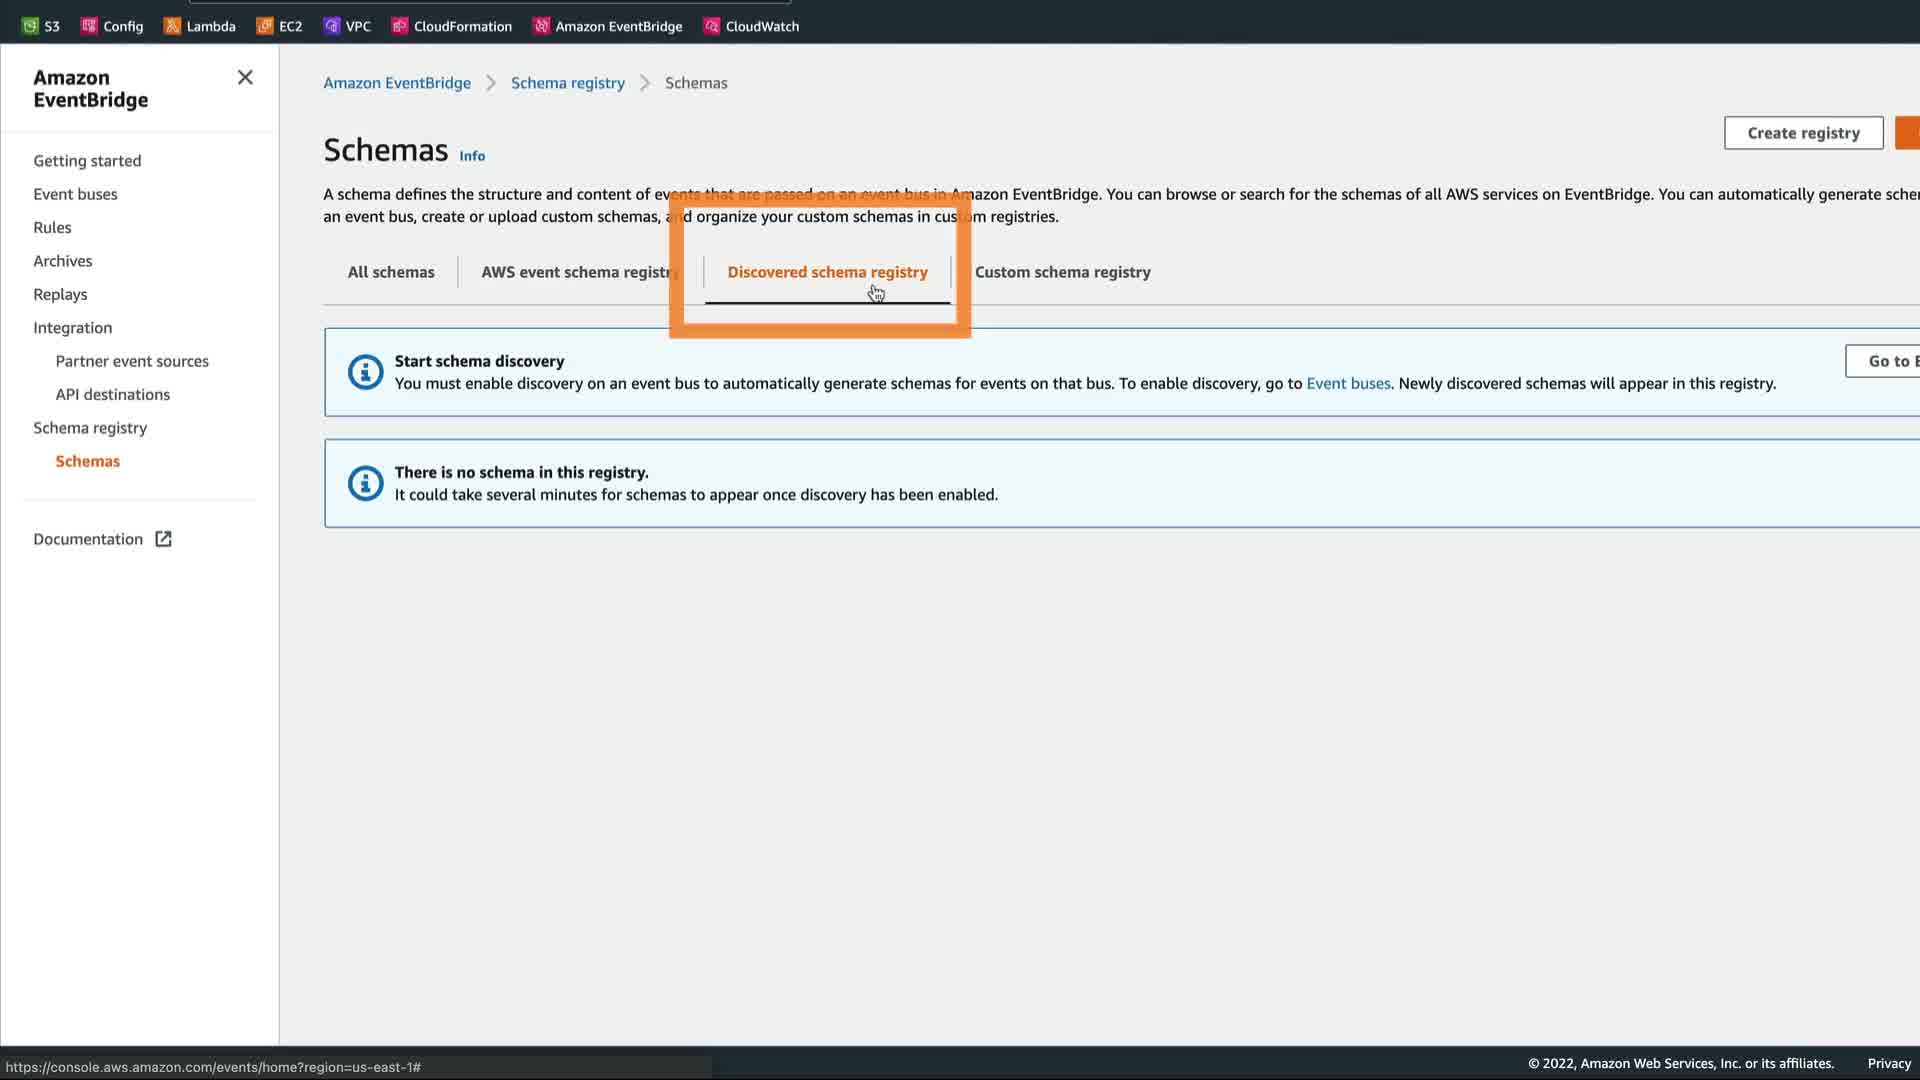 S3 Config Lambda EC2 VPC CloudFormation Amazon EventBridge CloudWatch
Amazon
EventBridge
Getting started
Event buses
Rules
Archives
Replays
Integration
Partner event sources
API destinations
Schema registry
Schemas
Documentation
Amazon EventBridge > Schema registry > Schemas
Schemas Info
Create registry
A schema defines the structure and content of events that are passed on an event bus in Amazon EventBridge. You can browse or search for the schemas of all AWS services on EventBridge. You can automatically generate
an event bus, create or upload custom schemas, and organize your custom schemas in custom registries.
All schemas AWS event schema registry Discovered schema registry Custom schema registry
Start schema discovery
You must enable discovery on an event bus to automatically generate schemas for events on that bus. To enable discovery, go to Event buses. Newly discovered schemas will appear in this registry.
Go to
There is no schema in this registry.
It could take several minutes for schemas to appear once discovery has been enabled.
https://console.aws.amazon.com/events/home?region=us-east-1#
© 2022, Amazon Web Services, Inc. or its affiliates. Privacy